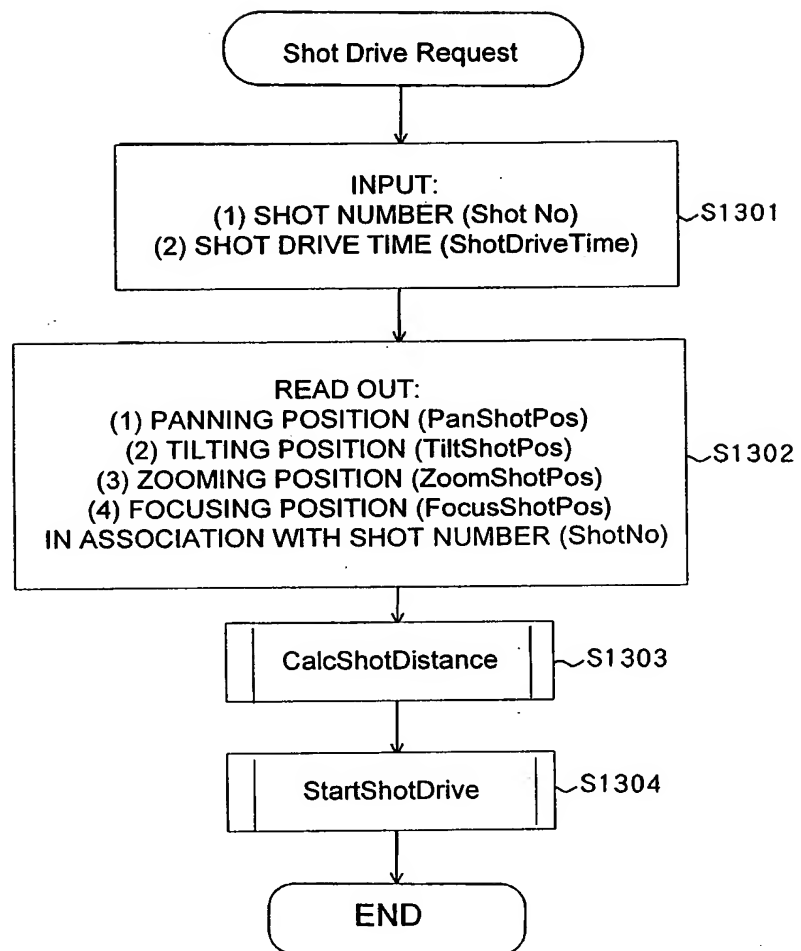 Shot Drive Request
INPUT:
(1) SHOT NUMBER (Shot No)
(2) SHOT DRIVE TIME (ShotDriveTime)
S1301
READ OUT:
(1) PANNING POSITION (PanShotPos)
(2) TILTING POSITION (TiltShotPos)
(3) ZOOMING POSITION (ZoomShotPos)
(4) FOCUSING POSITION (FocusShotPos)
IN ASSOCIATION WITH SHOT NUMBER (ShotNo)
S1302
CalcShotDistance
S1303
StartShotDrive
S1304
END